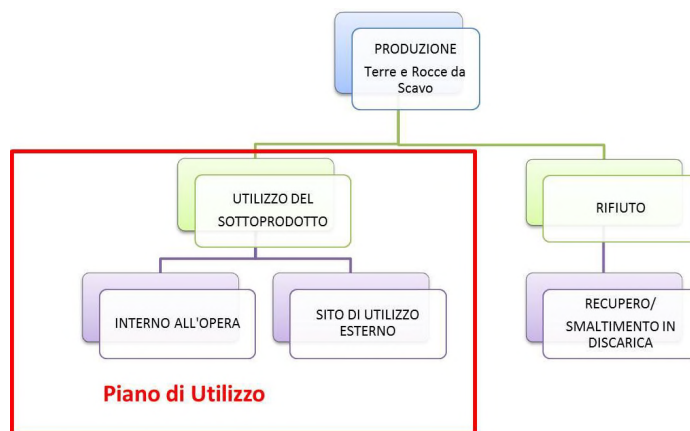 PRODUZIONE
Terre e Rocce da
Scavo
UTILIZZO DEL
SOTTOPRODOTTO
RIFIUTO
INTERNO ALL'OPERA
SITO DI UTILIZZO
ESTERNO
RECUPERO/
SMALTIMENTO IN
DISCARICA
Piano di Utilizzo